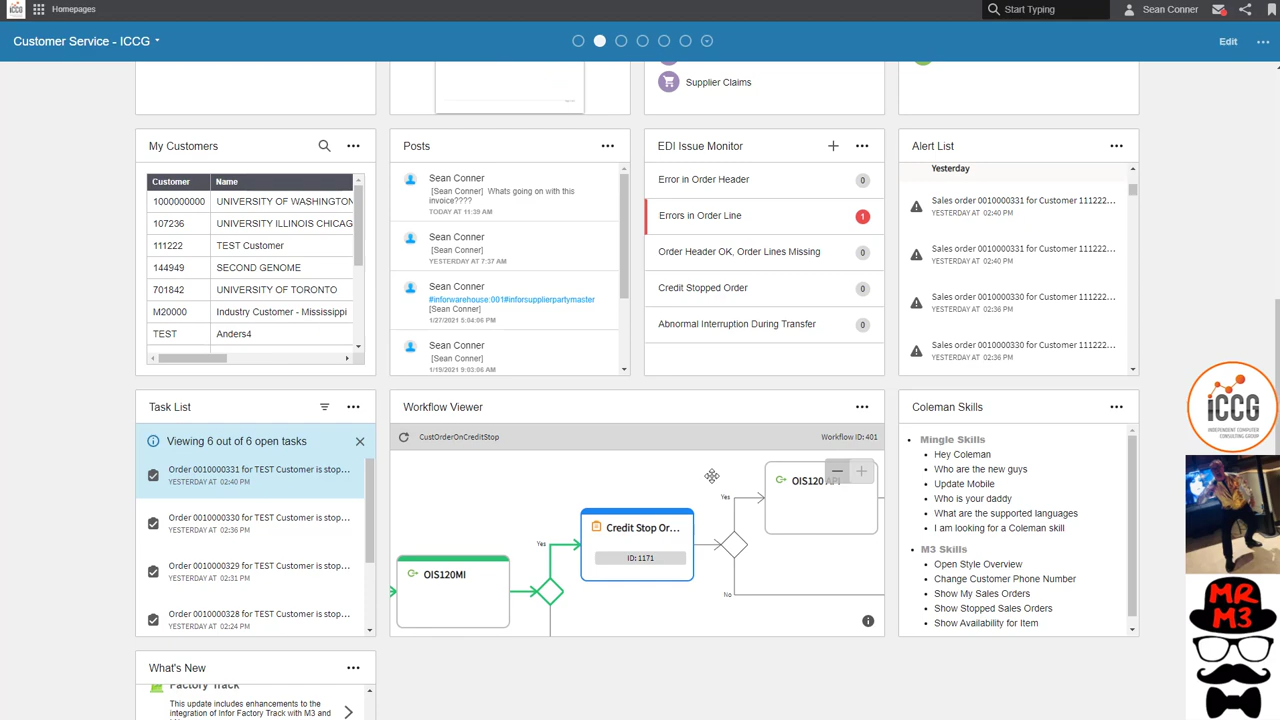 Homepages
Start Typing
Sean Conner
Customer Service - ICCG
Edit
Supplier Claims
My Customers
Customer Name
1000000000 UNIVERSITY OF WASHINGTON
107236 UNIVERSITY ILLINOIS CHICAG
111222 TEST Customer
144949 SECOND GENOME
701842 UNIVERSITY OF TORONTO
M20000 Industry Customer - Mississippi
TEST Anders4
Posts
Sean Conner
[Sean Conner] Whats going on with this
invoice????
TODAY AT 11:39 AM
Sean Conner
[Sean Conner]
YESTERDAY AT 7:37 AM
Sean Conner
#inforwarehouse:001#inforsupplierpartymaster
[Sean Conner]
1/27/2021 5:04:06 PM
Sean Conner
[Sean Conner]
1/19/2021 9:03:06 AM
EDI Issue Monitor
Error in Order Header 0
Errors in Order Line 1
Order Header OK, Order Lines Missing 0
Credit Stopped Order 0
Abnormal Interruption During Transfer 0
Alert List
Yesterday
Sales order 0010000331 for Customer 111222...
YESTERDAY AT 02:40 PM
Sales order 0010000331 for Customer 111222...
YESTERDAY AT 02:40 PM
Sales order 0010000330 for Customer 111222...
YESTERDAY AT 02:36 PM
Sales order 0010000330 for Customer 111222...
YESTERDAY AT 02:36 PM
Task List
Viewing 6 out of 6 open tasks
Order 0010000331 for TEST Customer is stop...
YESTERDAY AT 02:40 PM
Order 0010000330 for TEST Customer is stop...
YESTERDAY AT 02:36 PM
Order 0010000329 for TEST Customer is stop...
YESTERDAY AT 02:31 PM
Order 0010000328 for TEST Customer is stop...
YESTERDAY AT 02:24 PM
Workflow Viewer
CustOrderOnCreditStop
Workflow ID: 401
OIS120
Yes
Credit Stop Or...
ID: 1171
Yes
OIS120MI
No
Coleman Skills
Mingle Skills
Hey Coleman
Who are the new guys
Update Mobile
Who is your daddy
What are the supported languages
I am looking for a Coleman skill
M3 Skills
Open Style Overview
Change Customer Phone Number
Show My Sales Orders
Show Stopped Sales Orders
Show Availability for Item
What's New
Factory Track
This update includes enhancements to the
integration of Infor Factory Track with M3 and
iCCG
INDEPENDENT COMPUTER
CONSULTING GROUP
MR
M3